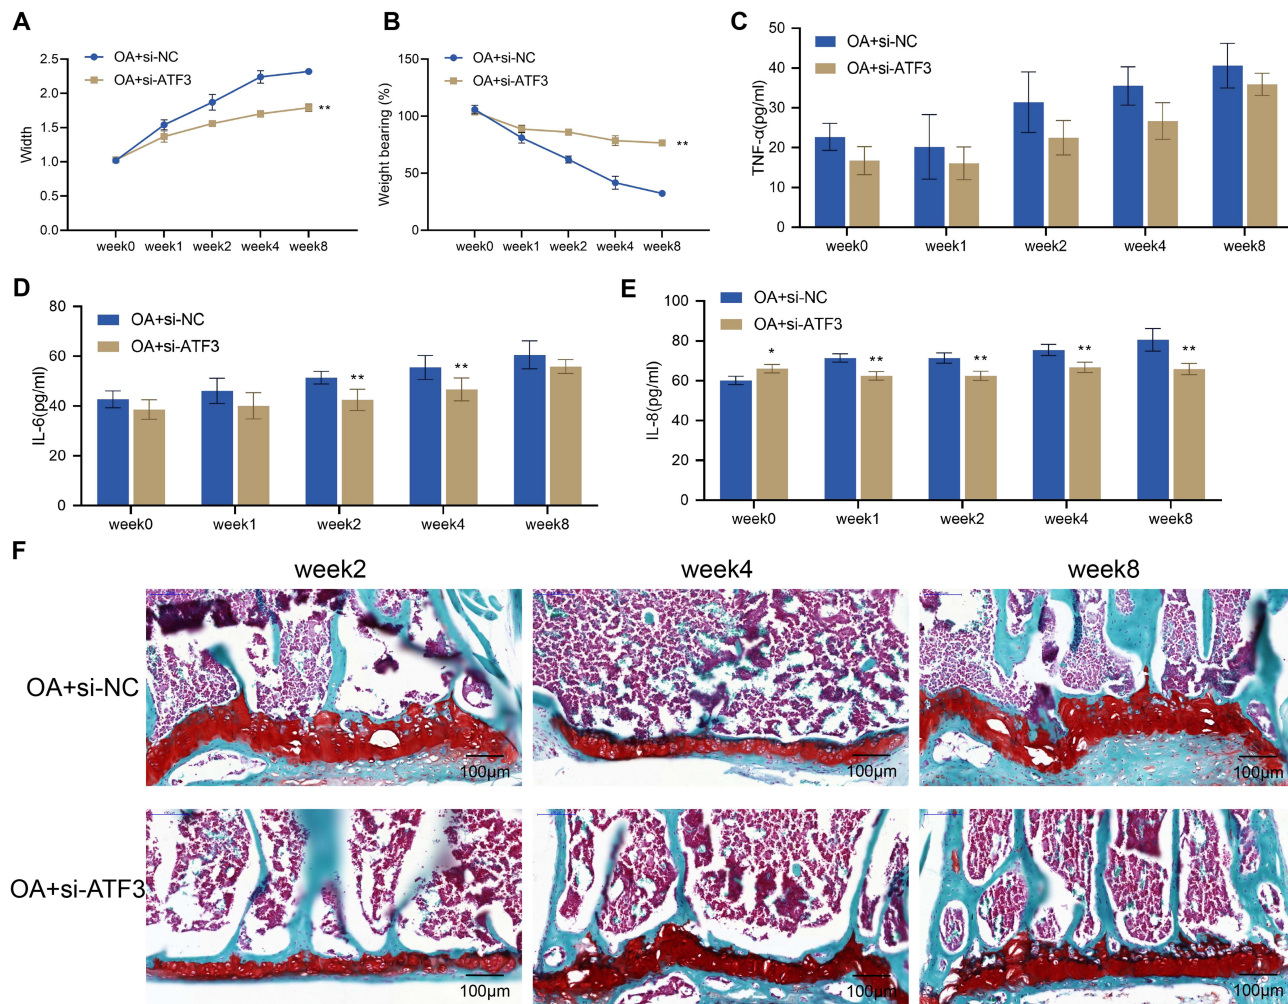 A
OA+si-NC
OA+si-ATF3
2.5
2.0
1.5
1.0
0.5
0.0
Width
**
week0 week1 week2 week4 week8
B
OA+si-NC
OA+si-ATF3
150
100
50
0
Weight bearing (%)
**
week0 week1 week2 week4 week8
C
OA+si-NC
OA+si-ATF3
50
40
30
20
10
0
TNF-α(pg/ml)
week0 week1 week2 week4 week8
D
OA+si-NC
OA+si-ATF3
80
60
40
20
0
IL-6(pg/ml)
** **
week0 week1 week2 week4 week8
E
OA+si-NC
OA+si-ATF3
100
80
60
40
20
0
IL-8(pg/ml)
* ** ** ** **
week0 week1 week2 week4 week8
F
week2 week4 week8
OA+si-NC
100μm 100μm 100μm
OA+si-ATF3
100μm 100μm 100μm